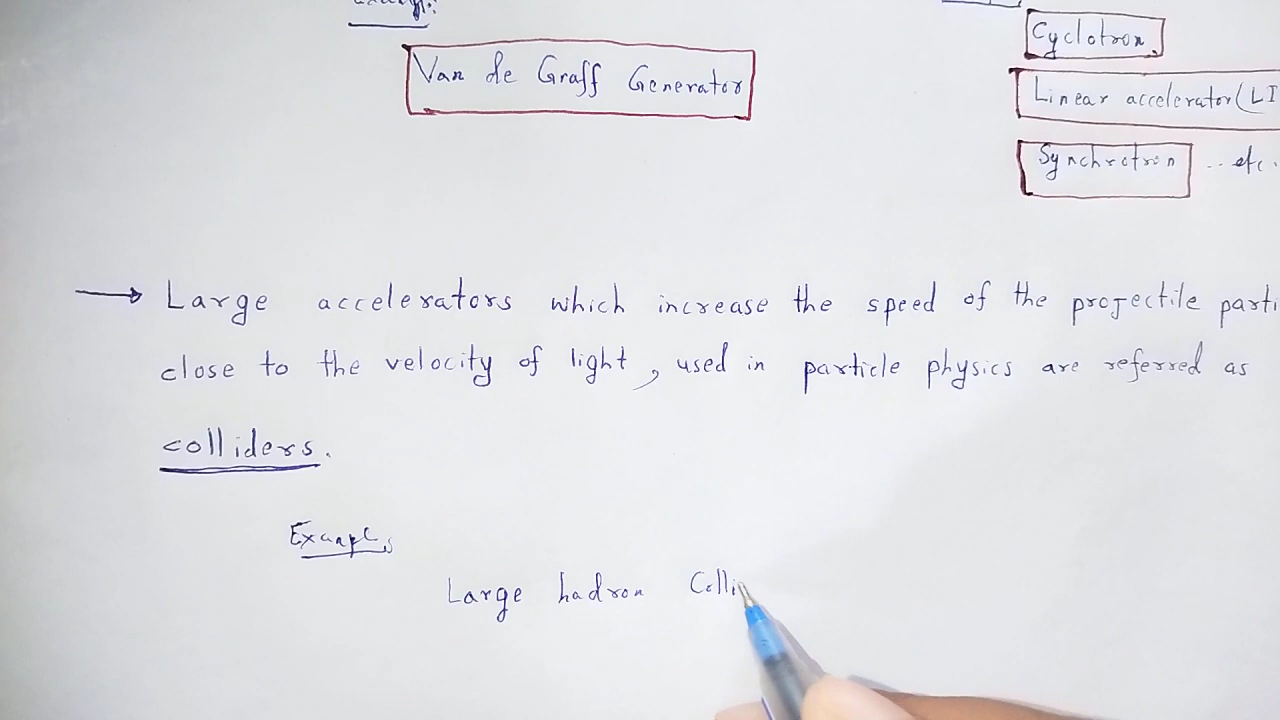 Example:
Van de Graff Generator
Cyclotron.
Linear accelerator (LI
Synchrotron ... etc.
→ Large accelerators which increase the speed of the projectile parti
close to the velocity of light, used in particle physics are referred as
colliders.
Example:
Large hadron Colli